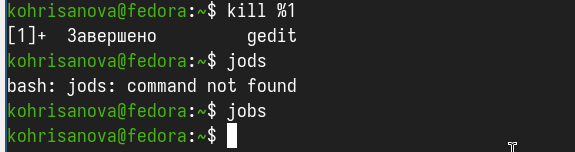 kohrisanova@fedora:~$ kill %1
[1]+  Завершено        gedit
kohrisanova@fedora:~$ jods
bash: jods: command not found
kohrisanova@fedora:~$ jobs
kohrisanova@fedora:~$